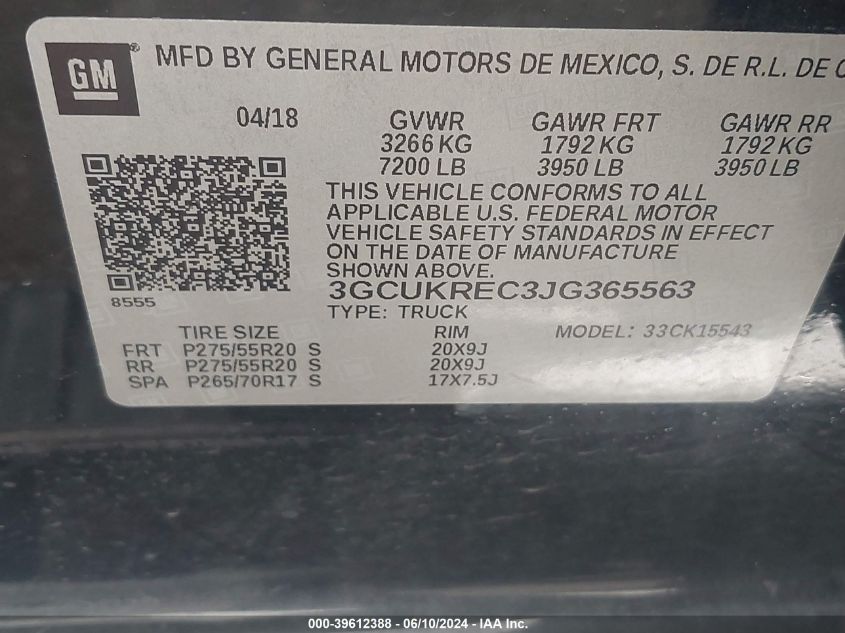 GM®
MFD BY GENERAL MOTORS DE MEXICO, S. DE R.L. DE
04/18 GVWR GAWR FRT GAWR RR
3266 KG 1792 KG 1792 KG
7200 LB 3950 LB 3950 LB
THIS VEHICLE CONFORMS TO ALL
APPLICABLE U.S. FEDERAL MOTOR
VEHICLE SAFETY STANDARDS IN EFFECT
ON THE DATE OF MANUFACTURE
SHOWN ABOVE.
8555 3GCUKREC3JG365563
TYPE: TRUCK
TIRE SIZE RIM MODEL: 33CK15543
FRT P275/55R20 S 20X9J
RR P275/55R20 S 20X9J
SPA P265/70R17 S 17X7.5J
000-39612388 - 06/10/2024 - IAA Inc.